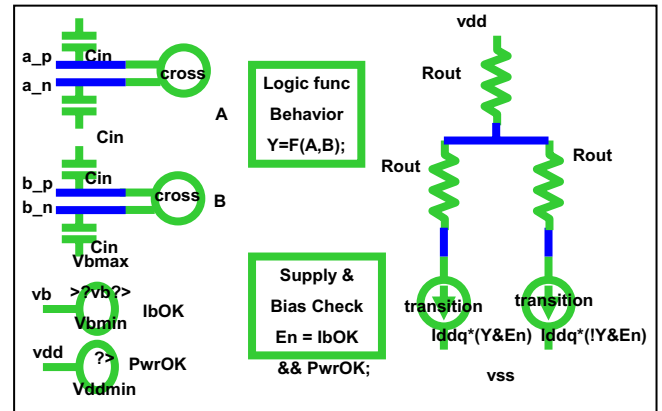 a_p
Cin
a_n
cross
A
Cin
b_p
Cin
b_n
cross
B
Cin
Vbmax
vb
>?vb?>
Vbmin
IbOK
vdd
?>
Vddmin
PwrOK
Logic func
Behavior
Y=F(A,B);
Supply &
Bias Check
En = IbOK
&& PwrOK;
vdd
Rout
Rout
Rout
transition
transition
Iddq*(Y&En)
Iddq*(!Y&En)
vss